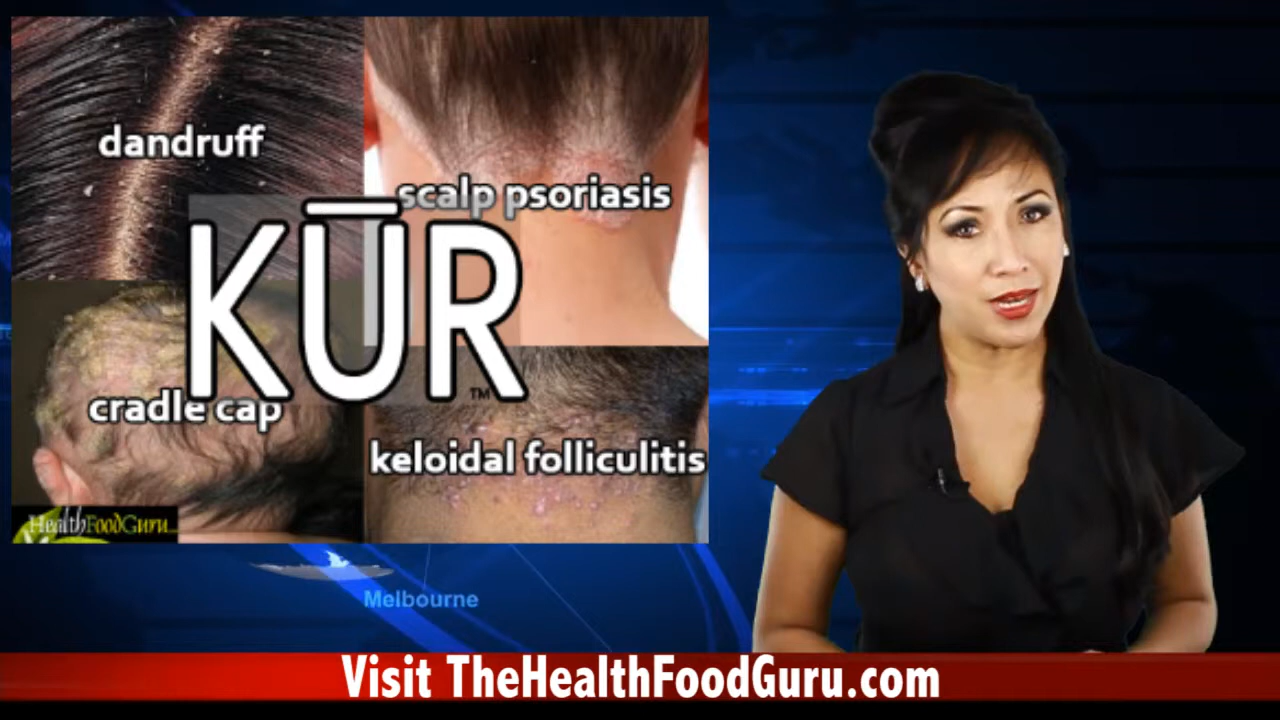 dandruff
scalp psoriasis
KŪR
TM
cradle cap
keloidal folliculitis
HealthFoodGuru
Melbourne
Visit TheHealthFoodGuru.com